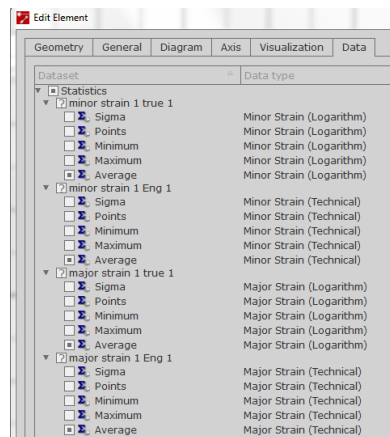 Edit Element
Geometry General Diagram Axis Visualization Data
Dataset Data type
Statistics
? minor strain 1 true 1
Σ Sigma Minor Strain (Logarithm)
Σ Points Minor Strain (Logarithm)
Σ Minimum Minor Strain (Logarithm)
Σ Maximum Minor Strain (Logarithm)
Σ Average Minor Strain (Logarithm)
? minor strain 1 Eng 1
Σ Sigma Minor Strain (Technical)
Σ Points Minor Strain (Technical)
Σ Minimum Minor Strain (Technical)
Σ Maximum Minor Strain (Technical)
Σ Average Minor Strain (Technical)
? major strain 1 true 1
Σ Sigma Major Strain (Logarithm)
Σ Points Major Strain (Logarithm)
Σ Minimum Major Strain (Logarithm)
Σ Maximum Major Strain (Logarithm)
Σ Average Major Strain (Logarithm)
? major strain 1 Eng 1
Σ Sigma Major Strain (Technical)
Σ Points Major Strain (Technical)
Σ Minimum Major Strain (Technical)
Σ Maximum Major Strain (Technical)
Σ Average Major Strain (Technical)